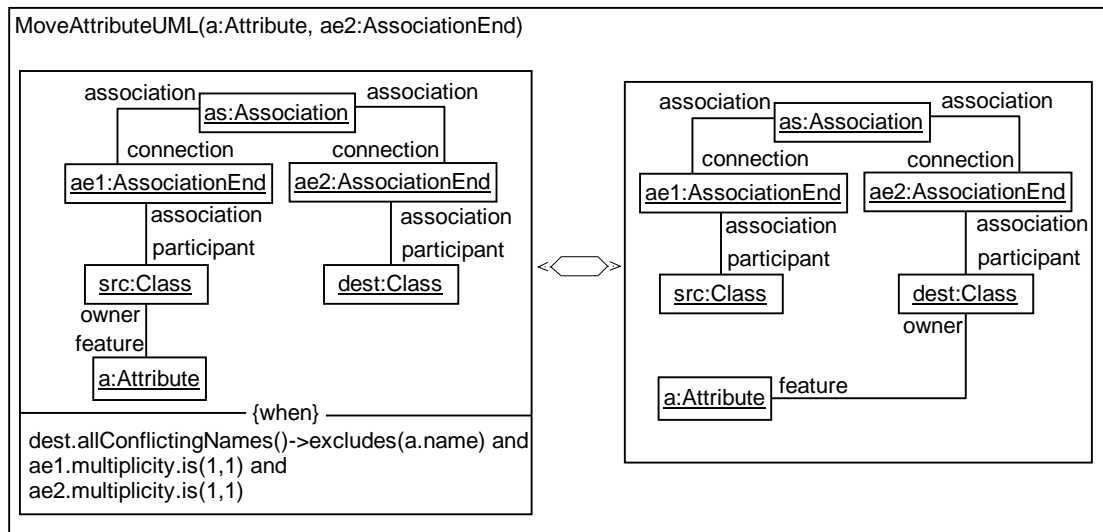 MoveAttributeUML(a:Attribute, ae2:AssociationEnd)
association association
as:Association
connection connection
ae1:AssociationEnd ae2:AssociationEnd
association association
participant participant
src:Class dest:Class
owner
feature
a:Attribute
{when}
dest.allConflictingNames()->excludes(a.name) and
ae1.multiplicity.is(1,1) and
ae2.multiplicity.is(1,1)
association association
as:Association
connection connection
ae1:AssociationEnd ae2:AssociationEnd
association association
participant participant
src:Class dest:Class
owner
feature
a:Attribute